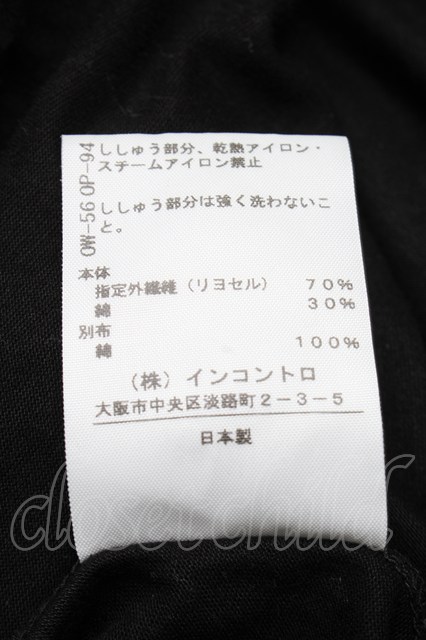 OW-56 OP-94
ししゅう部分、乾熱アイロン・
スチームアイロン禁止
ししゅう部分は強く洗わないこ
と。
本体
指定外繊維（リヨセル） 70%
綿 30%
別布
綿 100%
（株）インコントロ
大阪市中央区淡路町2－3－5
日本製
closet child